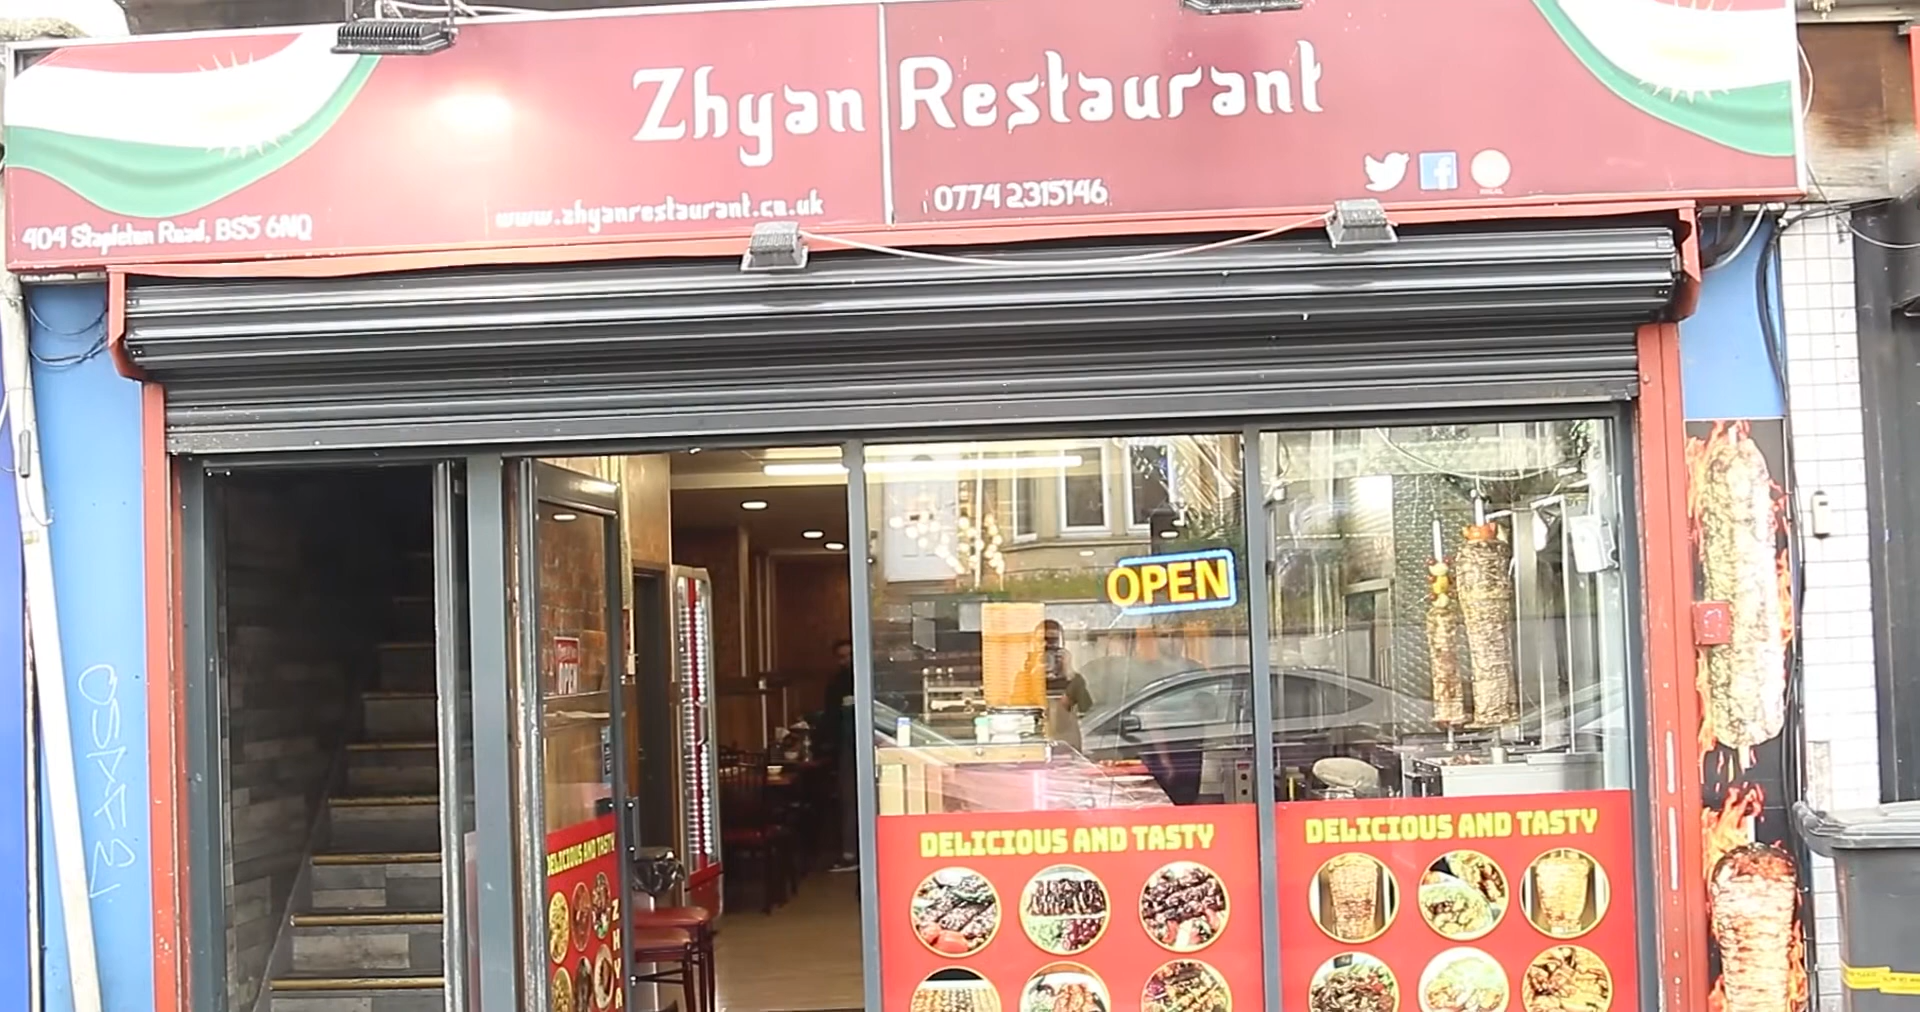 Zhyan Restaurant
www.zhyanrestaurant.co.uk
0774 2315146
404 Stapleton Road, BS5 6NQ
OPEN
OPEN
DELICIOUS AND TASTY
DELICIOUS AND TASTY
DELICIOUS AND TASTY
ZHYA